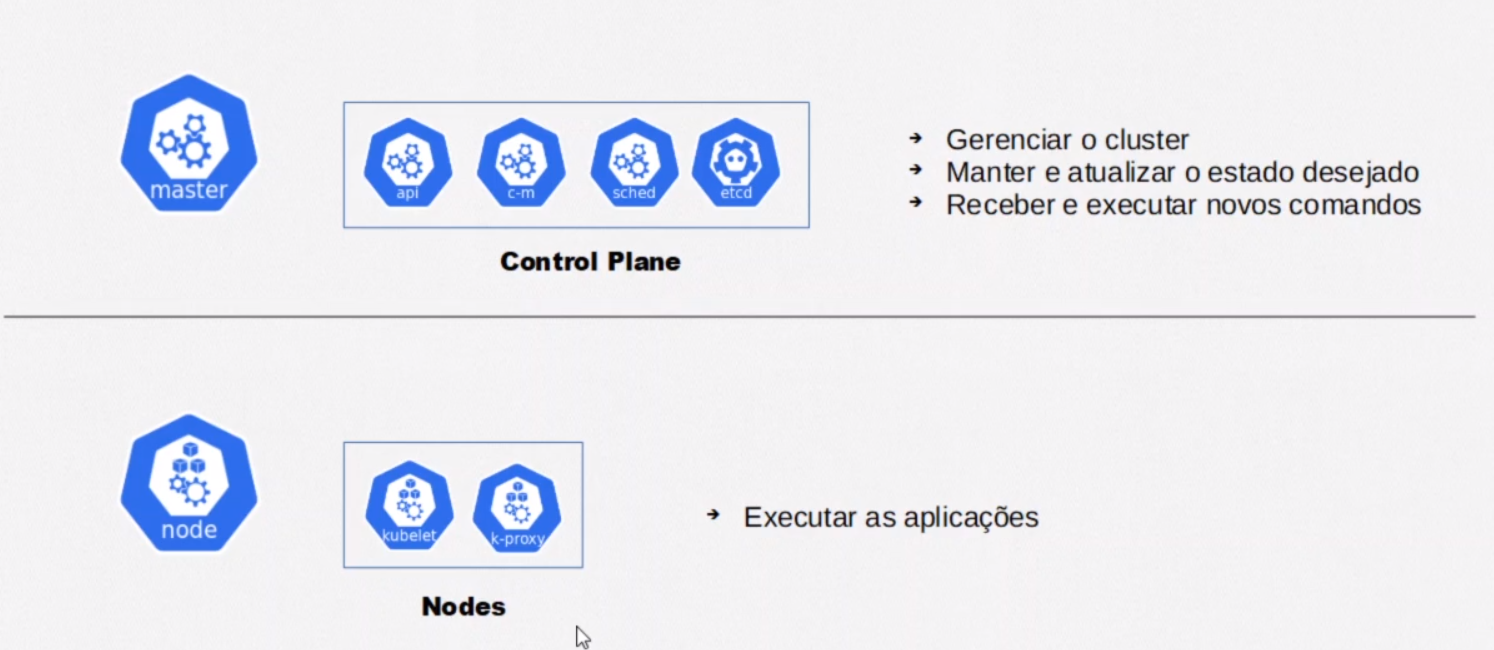 master
api
c-m
sched
etcd
Control Plane
Gerenciar o cluster
Manter e atualizar o estado desejado
Receber e executar novos comandos
node
kubelet
k-proxy
Nodes
Executar as aplicações